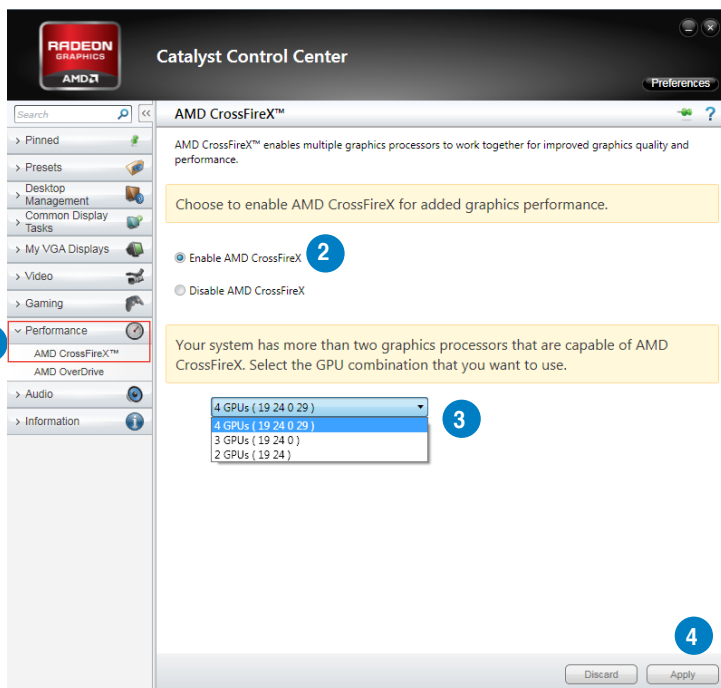 RADEON
GRAPHICS
AMD
Catalyst Control Center
Preferences
Search
<<
AMD CrossFireX™
?
> Pinned
AMD CrossFireX™ enables multiple graphics processors to work together for improved graphics quality and
performance.
> Presets
> Desktop
Management
Choose to enable AMD CrossFireX for added graphics performance.
> Common Display
Tasks
> My VGA Displays
Enable AMD CrossFireX
2
> Video
Disable AMD CrossFireX
> Gaming
Performance
AMD CrossFireX™
AMD OverDrive
Your system has more than two graphics processors that are capable of AMD
CrossFireX. Select the GPU combination that you want to use.
> Audio
> Information
4 GPUs ( 19 24 0 29 )
4 GPUs ( 19 24 0 29 )
3 GPUs ( 19 24 0 )
2 GPUs ( 19 24 )
3
4
Discard
Apply